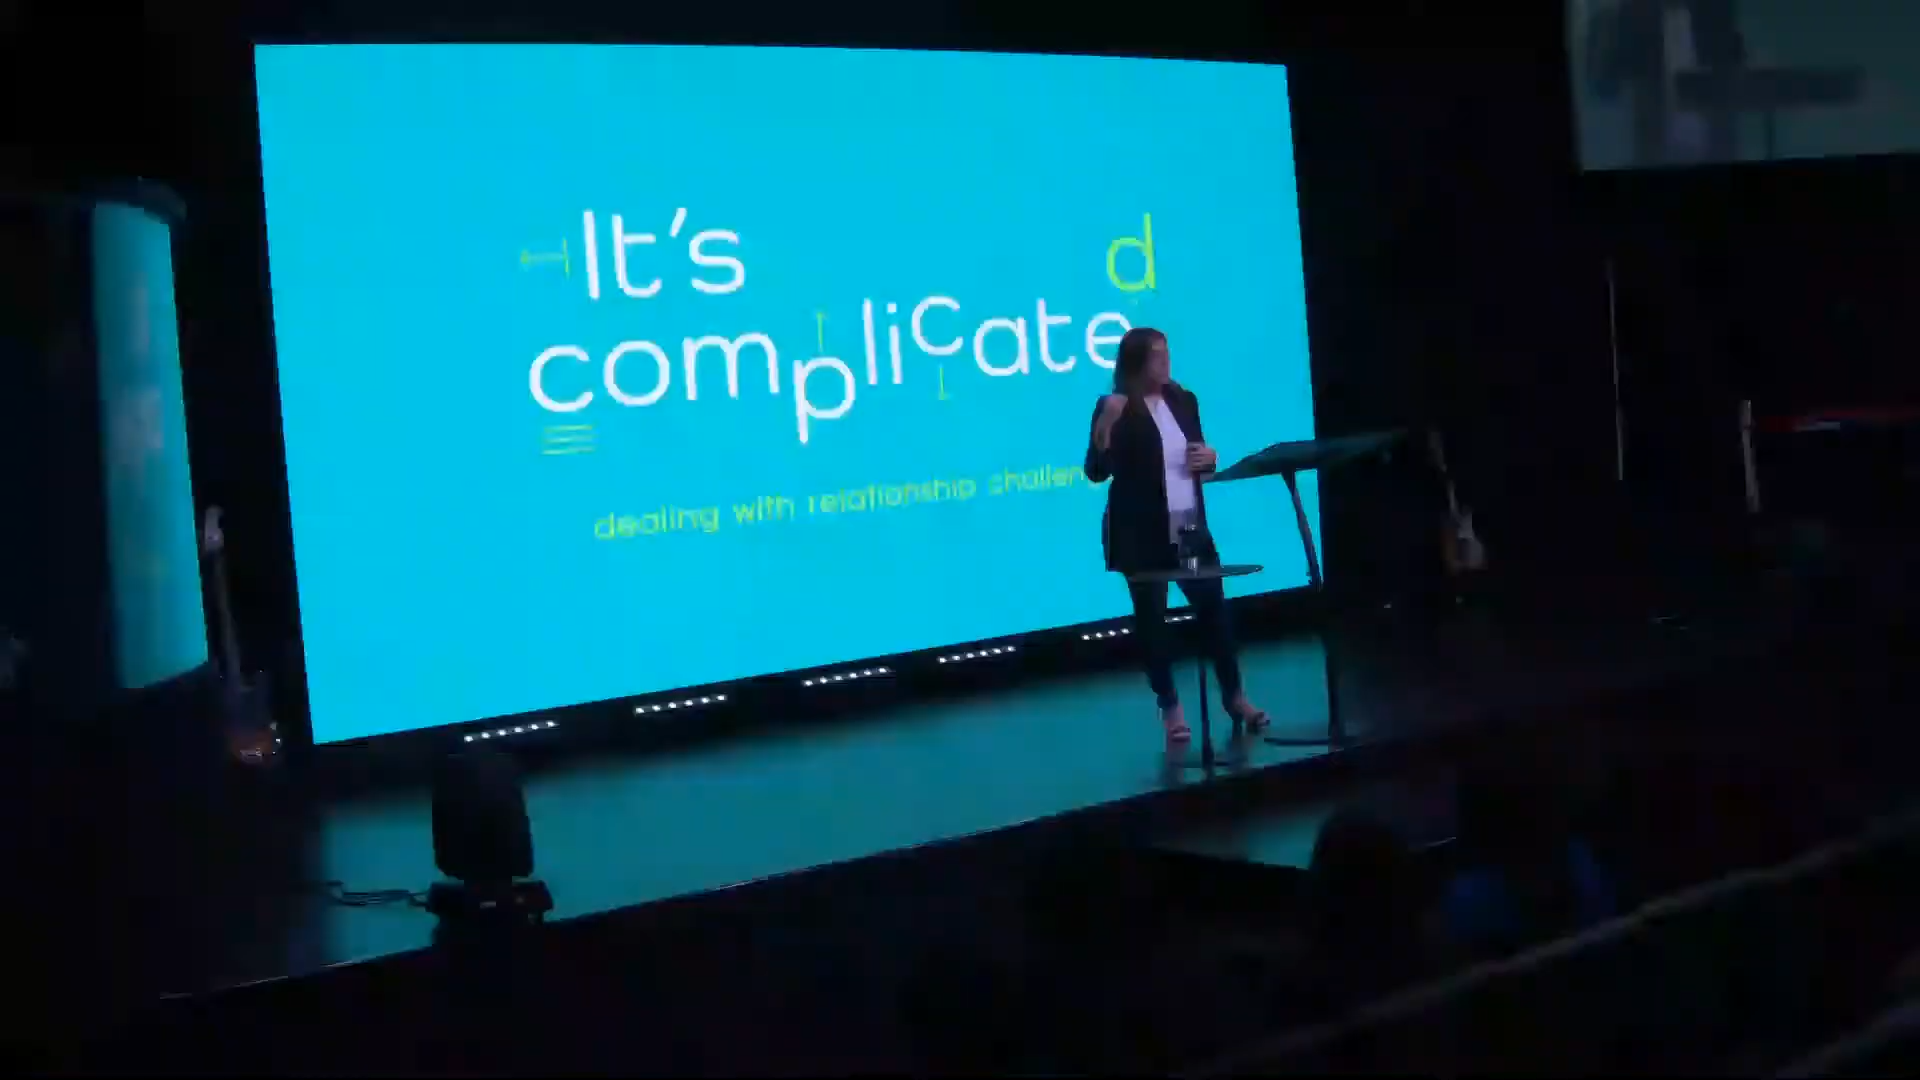 It's
complicated
dealing with relationship